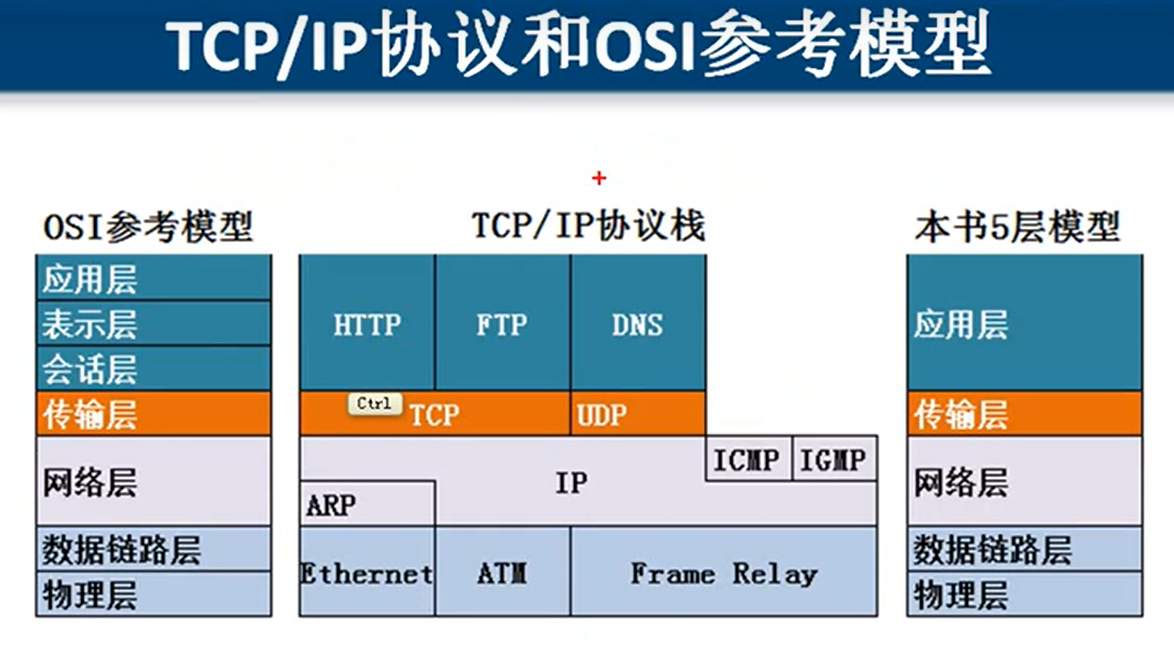 TCP/IP协议和OSI参考模型
OSI参考模型
应用层
表示层
会话层
传输层
网络层
数据链路层
物理层
TCP/IP协议栈
HTTP FTP DNS
Ctrl
TCP UDP
ICMP IGMP
IP
ARP
Ethernet ATM Frame Relay
本书5层模型
应用层
传输层
网络层
数据链路层
物理层